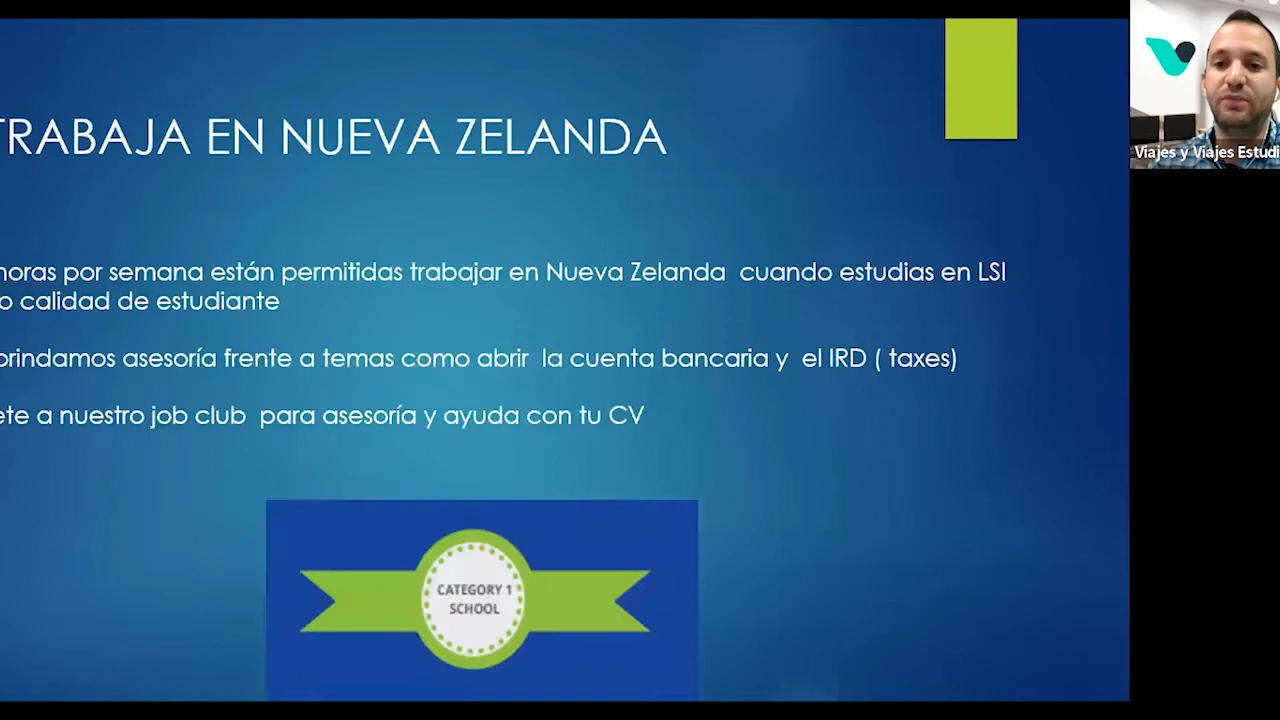 TRABAJA EN NUEVA ZELANDA
horas por semana están permitidas trabajar en Nueva Zelanda cuando estudias en LSI
o calidad de estudiante
brindamos asesoría frente a temas como abrir la cuenta bancaria y el IRD ( taxes)
ete a nuestro job club para asesoría y ayuda con tu CV
CATEGORY 1
SCHOOL
Viajes y Viajes Estudi